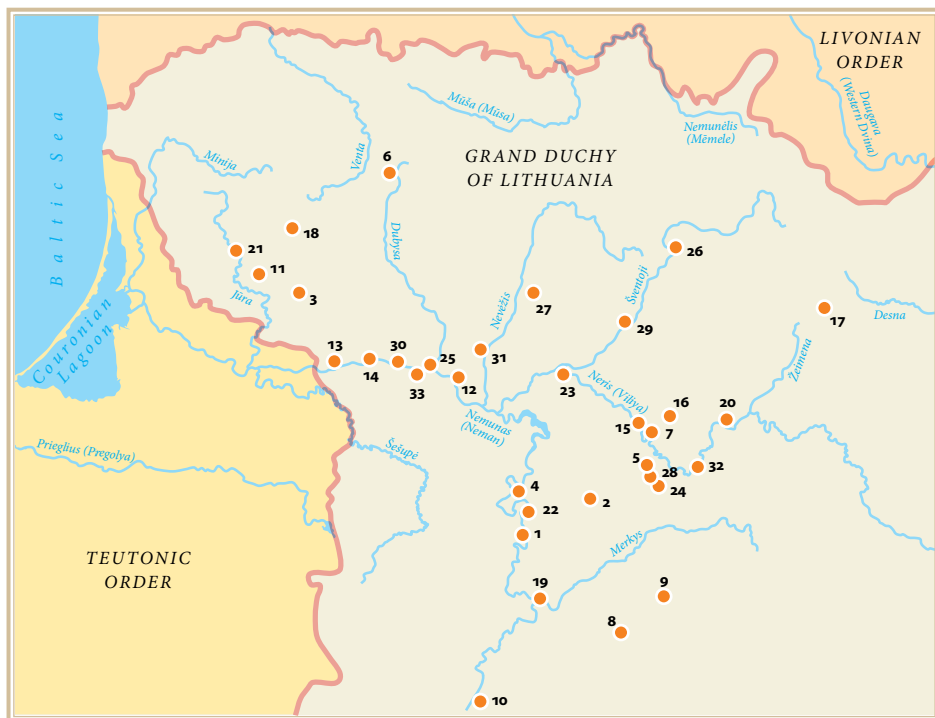 LIVONIAN
ORDER
Daugava
(Western Dvina)
Baltic Sea
Mūša (Mūsa)
Nemunėlis
(Mēmele)
Minija
Venta
6
GRAND DUCHY
OF LITHUANIA
18
Dubysa
21
26
11
3
Jūra
Nevėžis
27
Šventoji
17
Desna
29
Couronian
Lagoon
13
30
25
31
Žeimena
14
33
12
23
Neris (Viliya)
16
20
Nemunas
(Neman)
15
7
Šešupė
Prieglius (Pregolya)
5
28
32
4
24
2
22
1
Merkys
TEUTONIC
ORDER
19
9
8
10